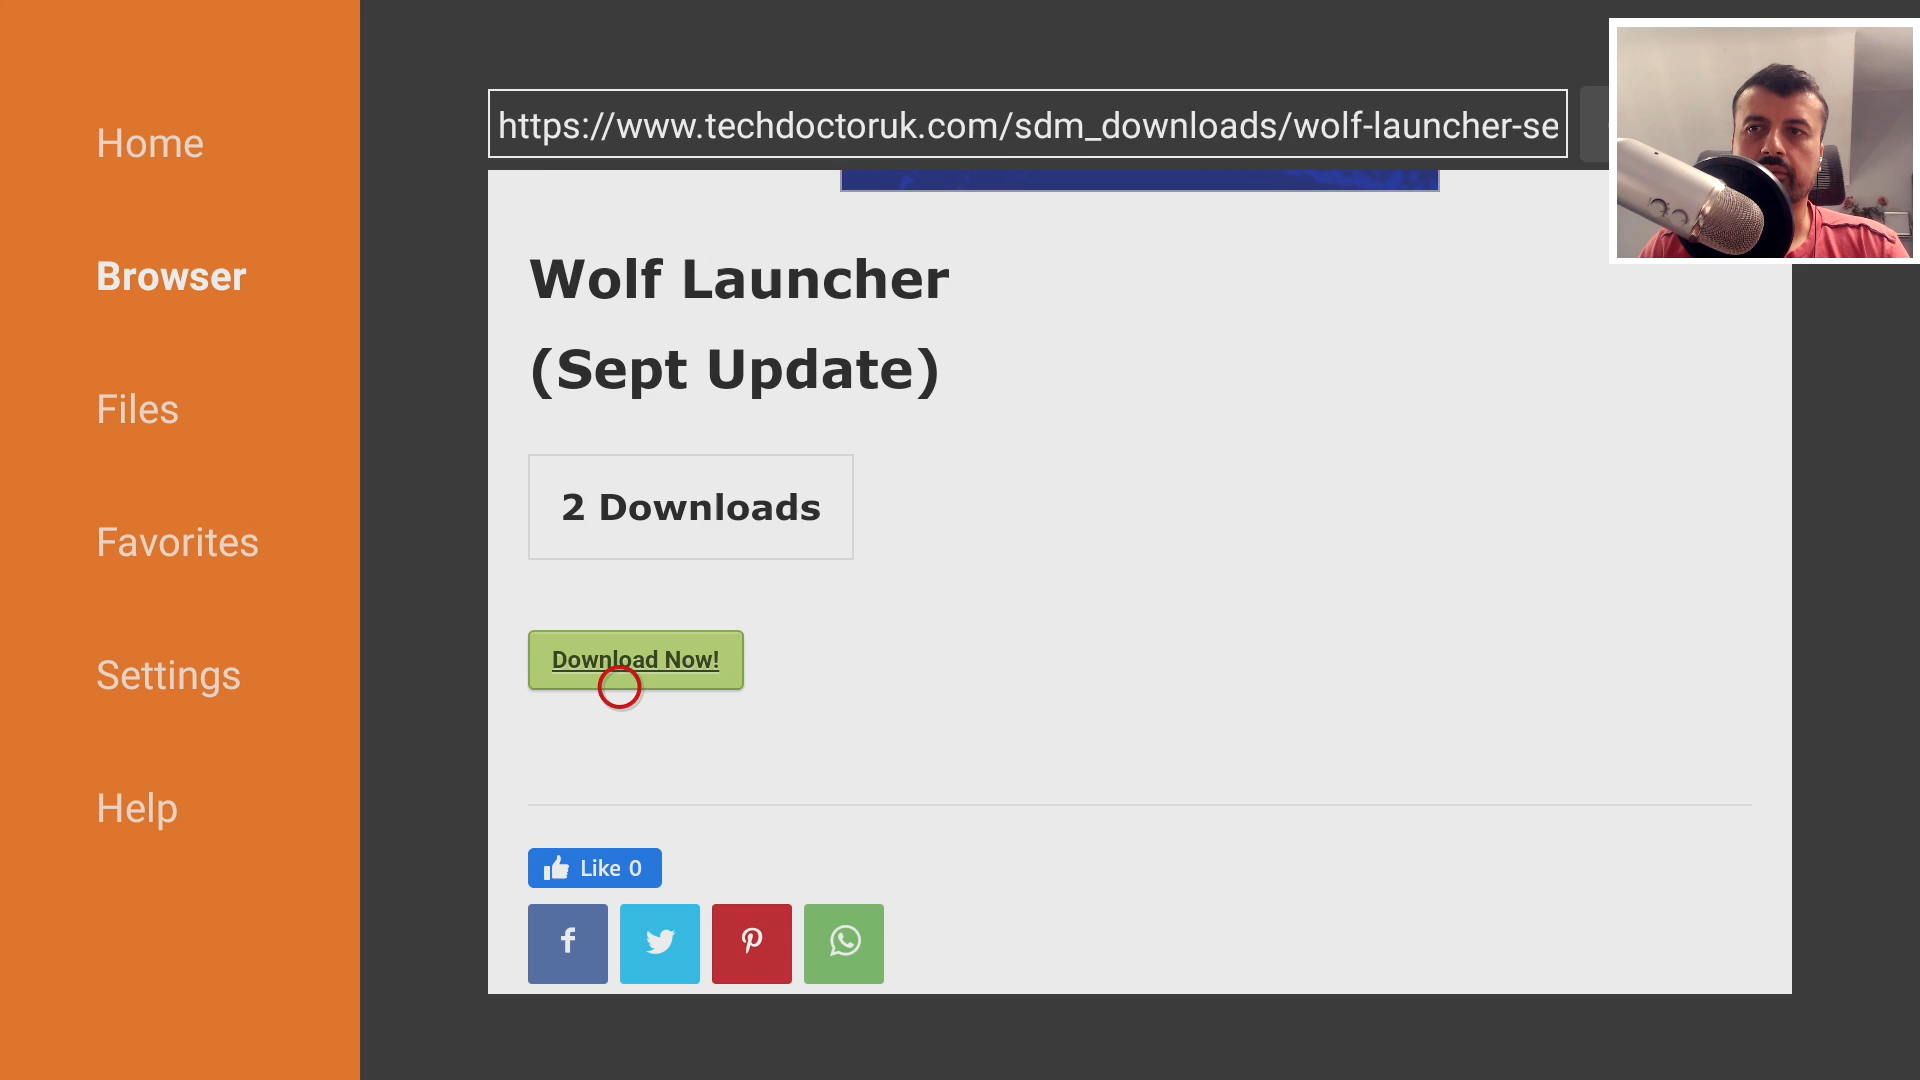 Home
Browser
Files
Favorites
Settings
Help
https://www.techdoctoruk.com/sdm_downloads/wolf-launcher-se
Wolf Launcher
(Sept Update)
2 Downloads
Download Now!
Like 0